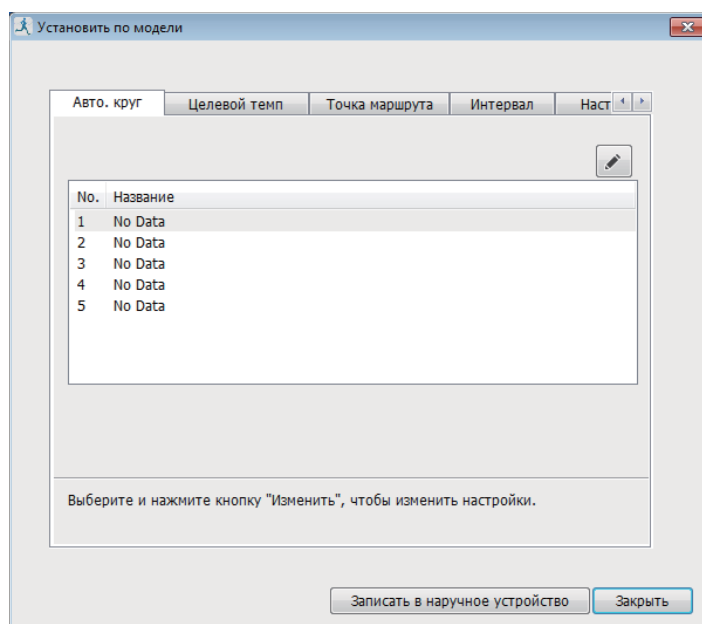 Установить по модели
Авто. круг Целевой темп Точка маршрута Интервал Наст
No. Название
1 No Data
2 No Data
3 No Data
4 No Data
5 No Data
Выберите и нажмите кнопку "Изменить", чтобы изменить настройки.
Записать в наручное устройство Закрыть